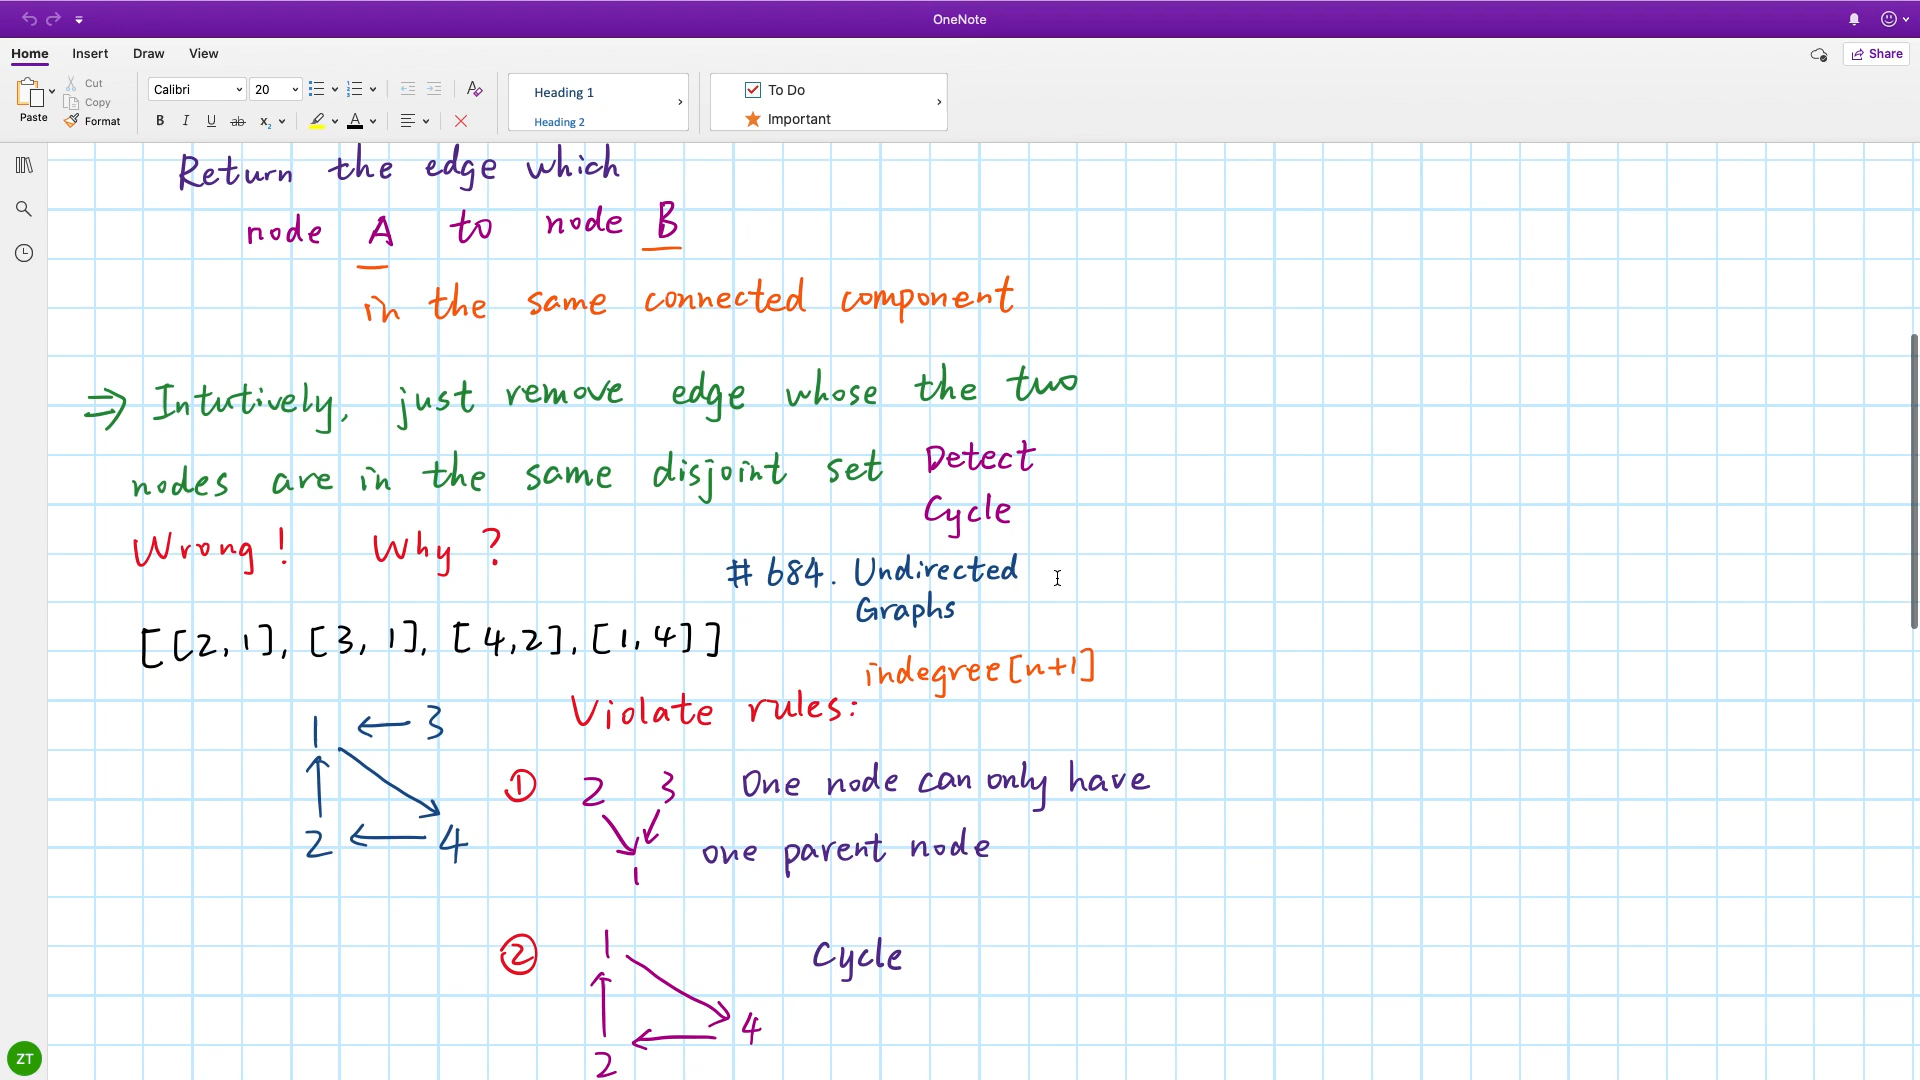 OneNote
Home Insert Draw View
Share
Paste
Cut
Copy
Format
Calibri 20
B I U ab x₂ A
Heading 1
Heading 2
To Do
Important
Return the edge which
node A to node B
in the same connected component
⇒ Intutively, just remove edge whose the two
nodes are in the same disjoint set
Detect
Cycle
Wrong! Why?
# 684. Undirected
Graphs
[[2, 1], [3, 1], [4,2], [1, 4]]
indegree[n+1]
Violate rules:
1 ← 3
2 ← 4
① 2 3 One node can only have
one parent node
1
② 1 Cycle
4
2
ZT